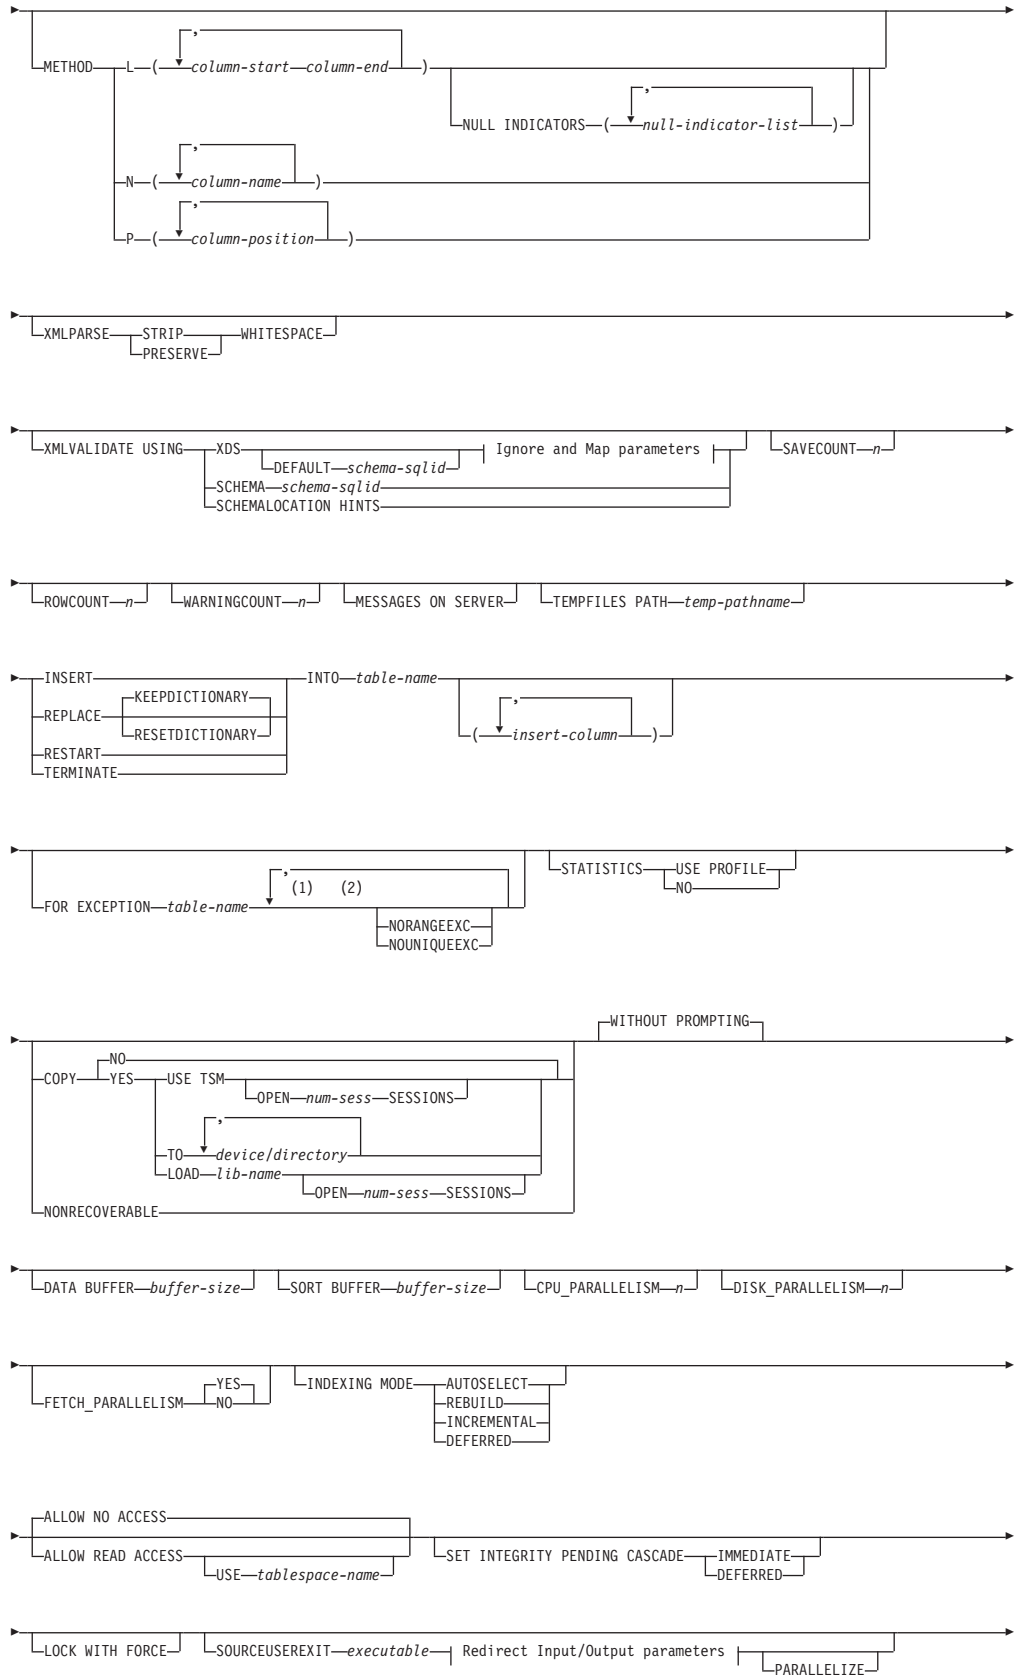 ,
METHOD L ( column-start column-end )
,
NULL INDICATORS ( null-indicator-list )
,
N ( column-name )
,
P ( column-position )
XMLPARSE STRIP WHITESPACE
PRESERVE
XMLVALIDATE USING XDS Ignore and Map parameters SAVECOUNT n
DEFAULT schema-sqlid
SCHEMA schema-sqlid
SCHEMALOCATION HINTS
ROWCOUNT n WARNINGCOUNT n MESSAGES ON SERVER TEMPFILES PATH temp-pathname
INSERT INTO table-name
KEEPDICTIONARY ,
REPLACE
RESETDICTIONARY ( insert-column )
RESTART
TERMINATE
, STATISTICS USE PROFILE
(1) (2) NO
FOR EXCEPTION table-name
NORANGEEXC
NOUNIQUEEXC
WITHOUT PROMPTING
NO
COPY YES USE TSM
OPEN num-sess SESSIONS
,
TO device/directory
LOAD lib-name
OPEN num-sess SESSIONS
NONRECOVERABLE
DATA BUFFER buffer-size SORT BUFFER buffer-size CPU_PARALLELISM n DISK_PARALLELISM n
YES INDEXING MODE AUTOSELECT
FETCH_PARALLELISM NO REBUILD
INCREMENTAL
DEFERRED
ALLOW NO ACCESS
ALLOW READ ACCESS SET INTEGRITY PENDING CASCADE IMMEDIATE
USE tablespace-name DEFERRED
LOCK WITH FORCE SOURCEUSEREXIT executable Redirect Input/Output parameters
PARALLELIZE